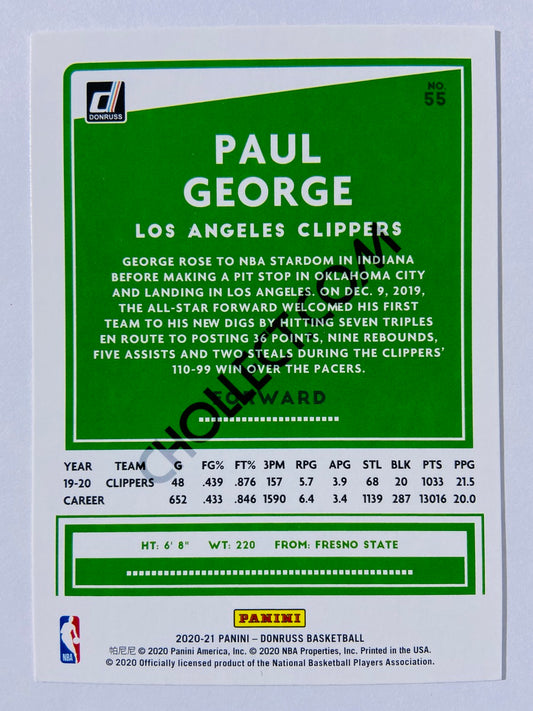 DONRUSS
NO.
55
PAUL
GEORGE
LOS ANGELES CLIPPERS
GEORGE ROSE TO NBA STARDOM IN INDIANA
BEFORE MAKING A PIT STOP IN OKLAHOMA CITY
AND LANDING IN LOS ANGELES. ON DEC. 9, 2019,
THE ALL-STAR FORWARD WELCOMED HIS FIRST
TEAM TO HIS NEW DIGS BY HITTING SEVEN TRIPLES
EN ROUTE TO POSTING 36 POINTS, NINE REBOUNDS,
FIVE ASSISTS AND TWO STEALS DURING THE CLIPPERS'
110-99 WIN OVER THE PACERS.
FORWARD
CHOLLECT.COM
YEAR TEAM G FG% FT% 3PM RPG APG STL BLK PTS PPG
19-20 CLIPPERS 48 .439 .876 157 5.7 3.9 68 20 1033 21.5
CAREER 652 .433 .846 1590 6.4 3.4 1139 287 13016 20.0
HT: 6' 8" WT: 220 FROM: FRESNO STATE
PANINI
NBA
2020-21 PANINI – DONRUSS BASKETBALL
帕尼尼 © 2020 Panini America, Inc. © 2020 NBA Properties, Inc. Printed in the USA.
© 2020 Officially licensed product of the National Basketball Players Association.